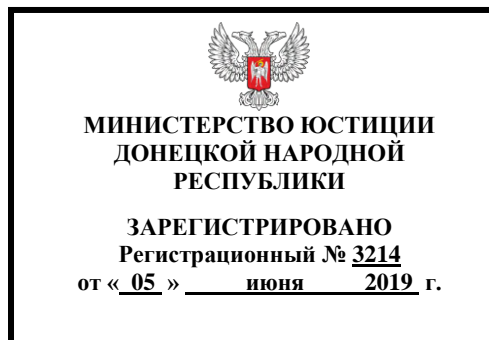 МИНИСТЕРСТВО ЮСТИЦИИ
ДОНЕЦКОЙ НАРОДНОЙ
РЕСПУБЛИКИ
ЗАРЕГИСТРИРОВАНО
Регистрационный № 3214
от « 05 » июня 2019 г.